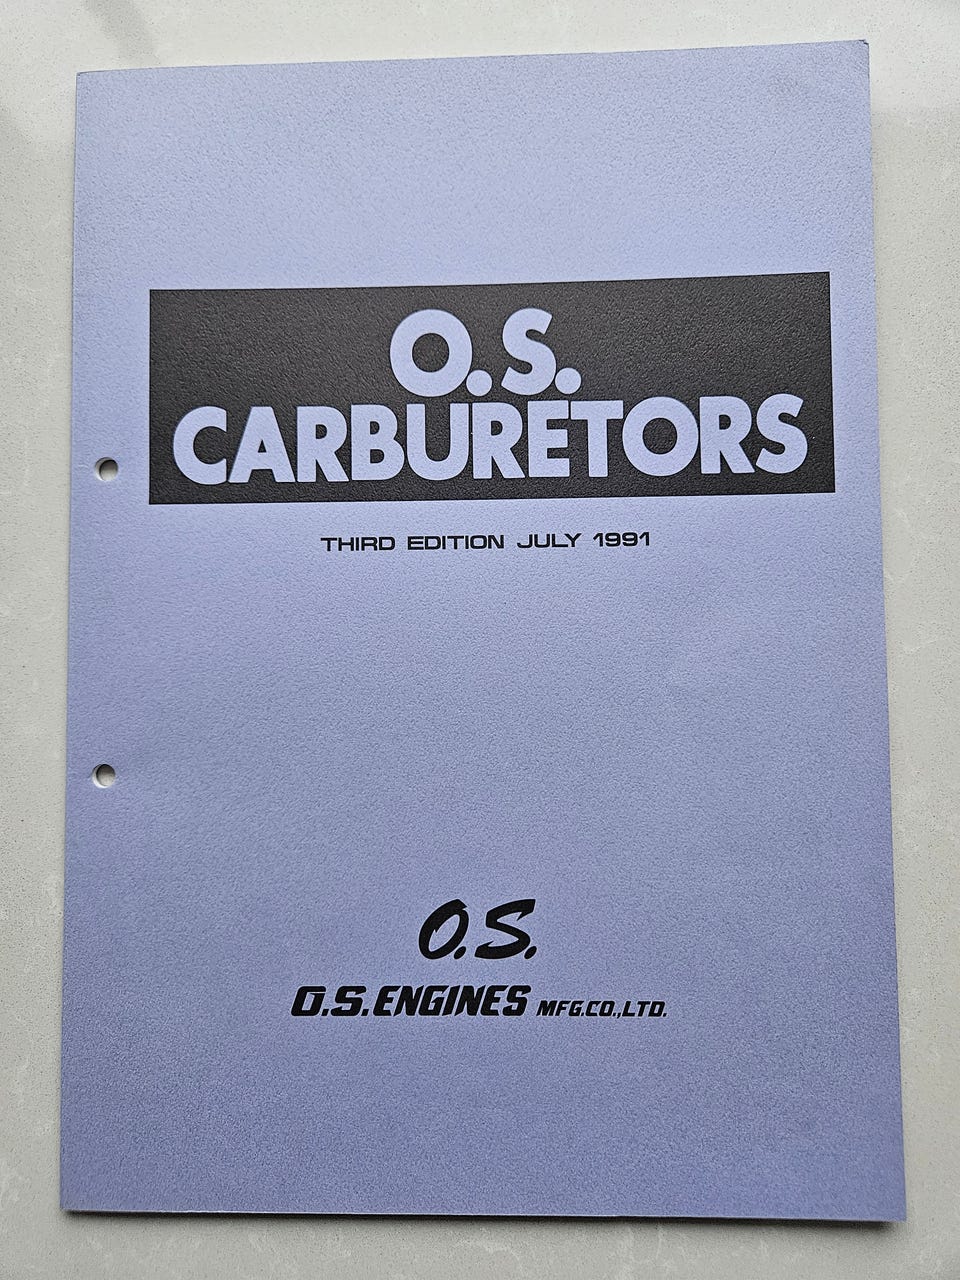 O.S.
CARBURETORS
THIRD EDITION JULY 1991
O.S.
O.S.ENGINES MFG.CO.,LTD.